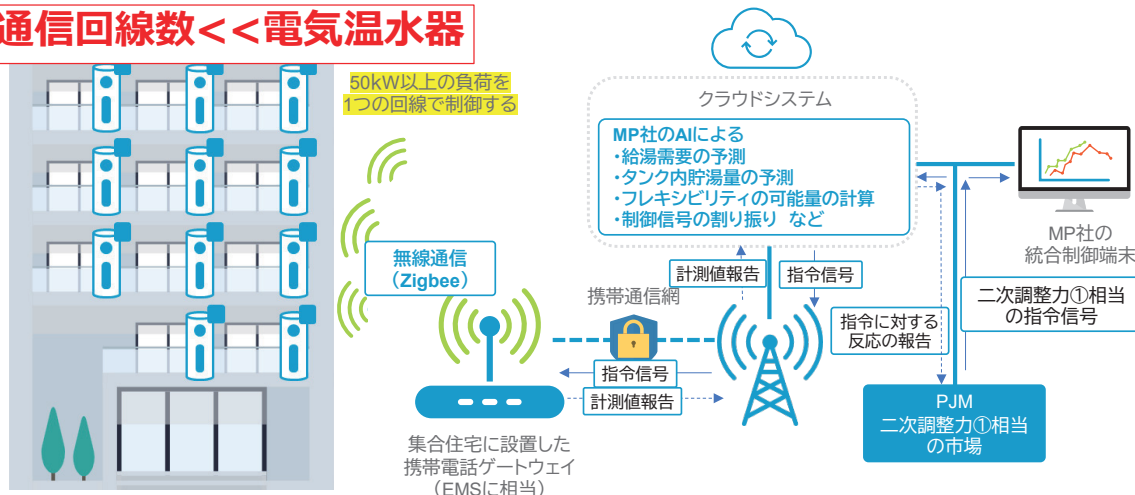 通信回線数<<電気温水器
50kW以上の負荷を
1つの回線で制御する
クラウドシステム
MP社のAIによる
・給湯需要の予測
・タンク内貯湯量の予測
・フレキシビリティの可能量の計算
・制御信号の割り振り など
MP社の
統合制御端末
無線通信
（Zigbee）
携帯通信網
計測値報告
指令信号
指令に対する
反応の報告
二次調整力①相当
の指令信号
指令信号
計測値報告
PJM
二次調整力①相当
の市場
集合住宅に設置した
携帯電話ゲートウェイ
（EMSに相当）